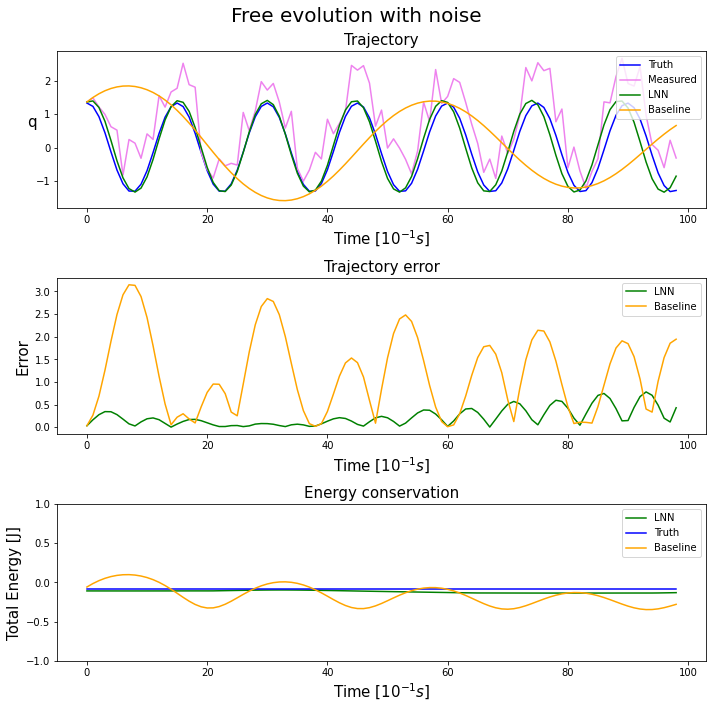 Free evolution with noise
Trajectory
q
2
1
0
−1
Truth
Measured
LNN
Baseline
0 20 40 60 80 100
Time [10⁻¹s]
Trajectory error
Error
3.0
2.5
2.0
1.5
1.0
0.5
0.0
LNN
Baseline
0 20 40 60 80 100
Time [10⁻¹s]
Energy conservation
Total Energy [J]
1.0
0.5
0.0
−0.5
−1.0
LNN
Truth
Baseline
0 20 40 60 80 100
Time [10⁻¹s]